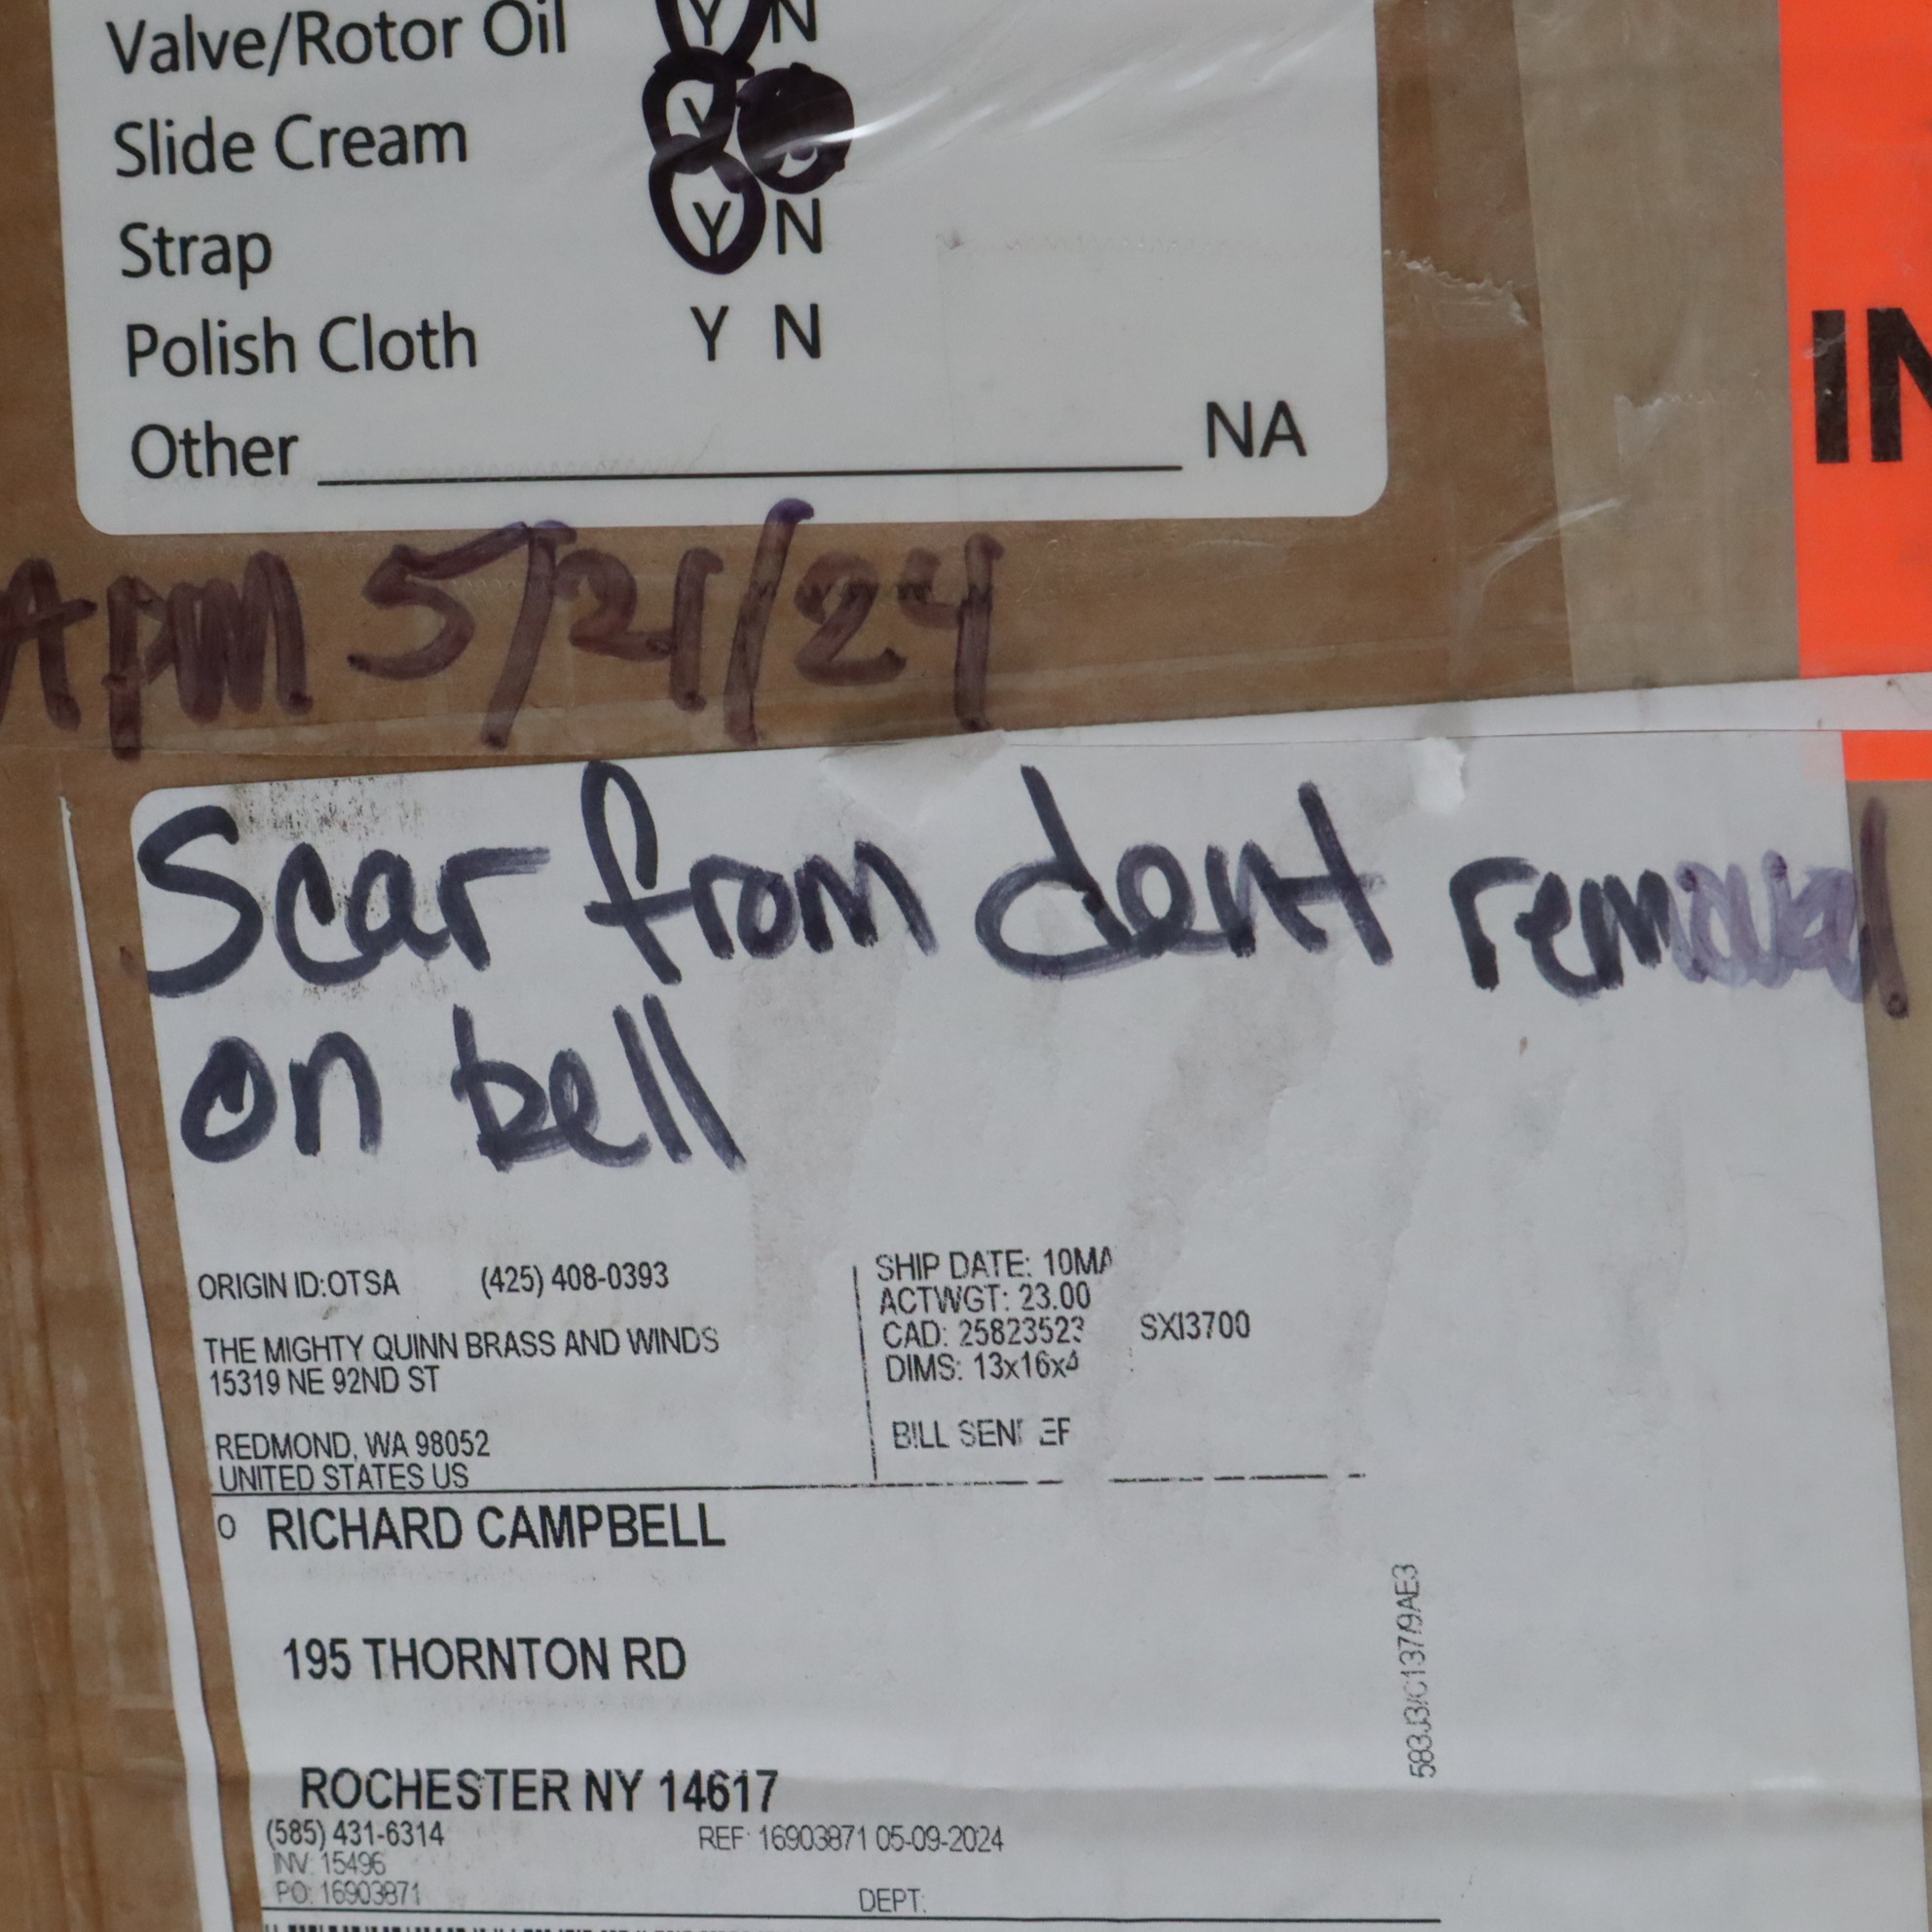 Valve/Rotor Oil Y N
Slide Cream Y
Strap Y N
Polish Cloth Y N
Other NA
IN
Apm 5/21/24
Scar from dent removal
on bell
ORIGIN ID:OTSA (425) 408-0393
THE MIGHTY QUINN BRASS AND WINDS
15319 NE 92ND ST
REDMOND, WA 98052
UNITED STATES US
SHIP DATE: 10MA
ACTWGT: 23.00
CAD: 25823523 SXI3700
DIMS: 13x16x4
BILL SENDER
RICHARD CAMPBELL
195 THORNTON RD
ROCHESTER NY 14617
(585) 431-6314
REF: 16903871 05-09-2024
INV: 15496
PO: 16903871
DEPT:
583J3/C137/9AE3